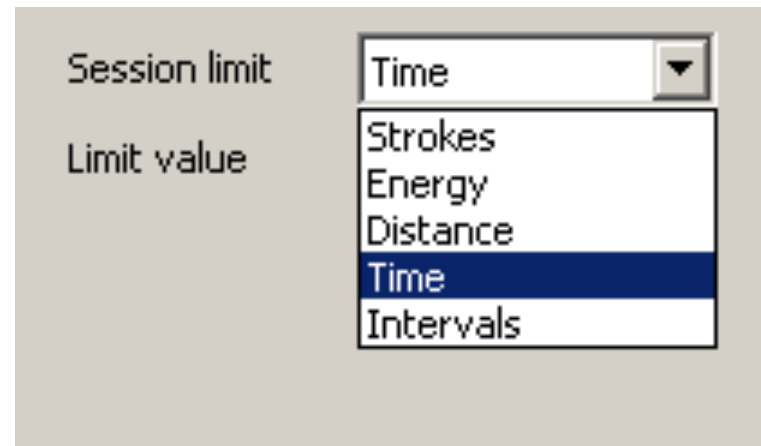 Session limit Time
Strokes
Limit value
Energy
Distance
Time
Intervals